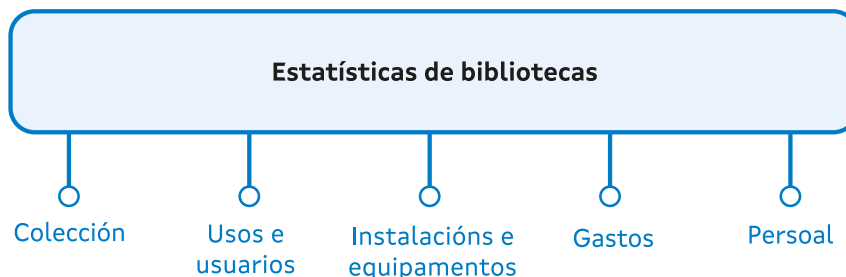 Estatísticas de bibliotecas
Colección
Usos e
usuarios
Instalacións e
equipamentos
Gastos
Persoal